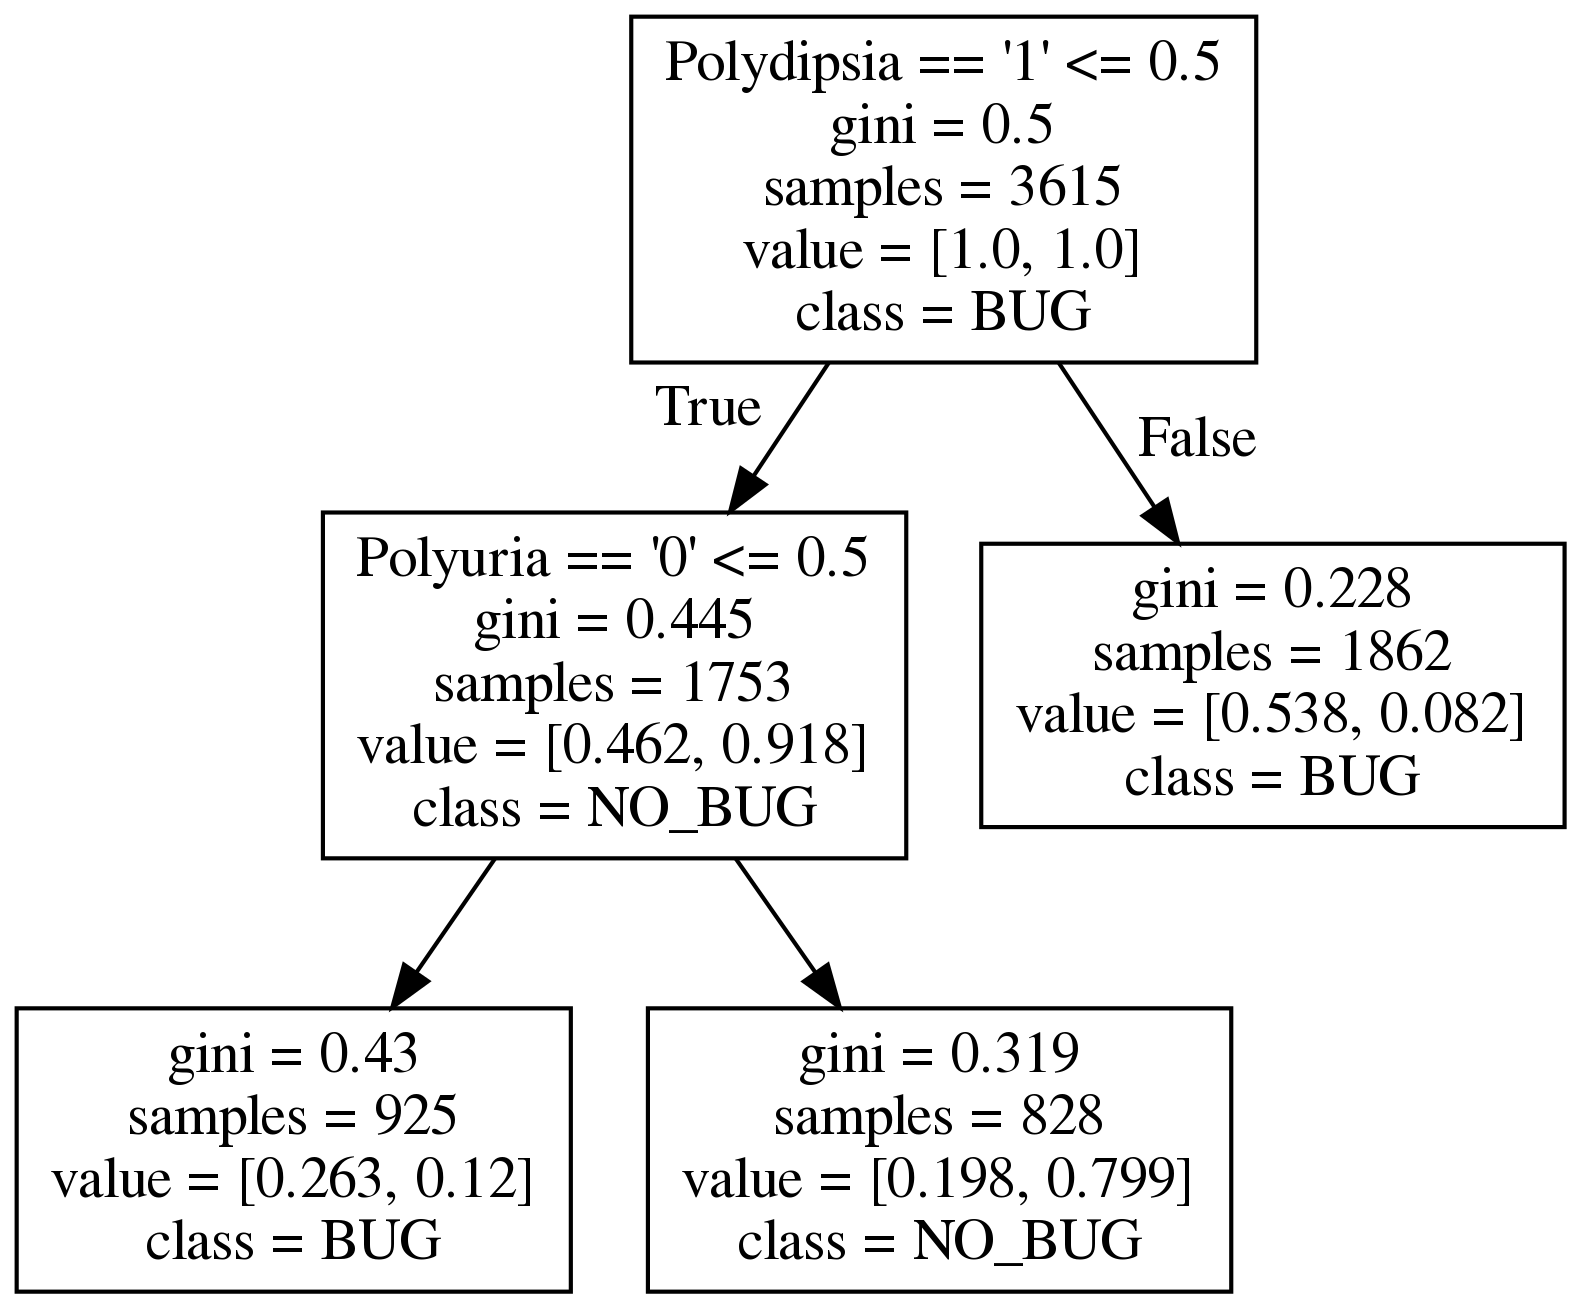 Polydipsia == '1' <= 0.5
gini = 0.5
samples = 3615
value = [1.0, 1.0]
class = BUG
True
False
Polyuria == '0' <= 0.5
gini = 0.445
samples = 1753
value = [0.462, 0.918]
class = NO_BUG
gini = 0.228
samples = 1862
value = [0.538, 0.082]
class = BUG
gini = 0.43
samples = 925
value = [0.263, 0.12]
class = BUG
gini = 0.319
samples = 828
value = [0.198, 0.799]
class = NO_BUG